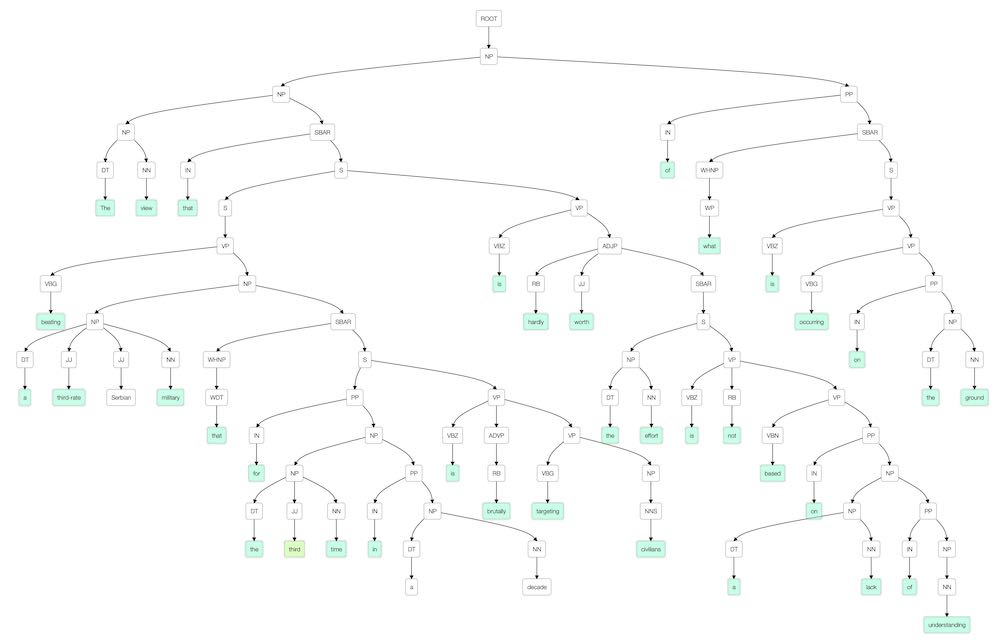 ROOT
NP
NP PP
NP SBAR IN SBAR
DT NN IN S of WHNP S
The view that S VP WP VP
VP VBZ ADJP what VBZ VP
VBG NP is RB JJ SBAR is VBG PP
beating NP SBAR hardly worth S occurring IN NP
DT JJ JJ NN WHNP S NP VP on DT NN
a third-rate Serbian military WDT PP VP DT NN VBZ RB VP the ground
that IN NP VBZ ADVP VP the effort is not VBN PP
for NP PP is RB VBG NP based IN NP
DT JJ NN IN NP brutally targeting NNS on NP PP
the third time in DT NN civilians DT NN IN NP
a decade a lack of NN
understanding